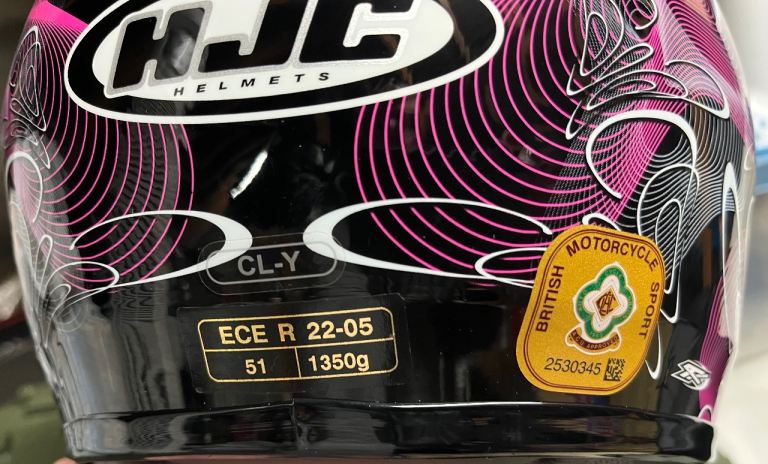 HJC
HELMETS
CL-Y
ECE R 22-05
51 1350g
BRITISH MOTORCYCLE SPORT
ACU APPROVED
2530345